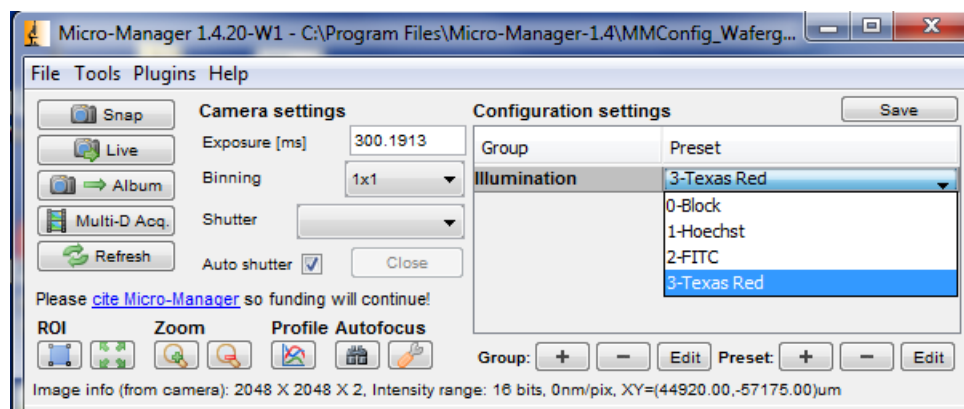 Micro-Manager 1.4.20-W1 - C:\Program Files\Micro-Manager-1.4\MMConfig_Waferg...
File Tools Plugins Help
Snap
Camera settings
Configuration settings
Save
Exposure [ms] 300.1913
Group Preset
Live
Binning 1x1
Illumination 3-Texas Red
Album
0-Block
1-Hoechst
2-FITC
3-Texas Red
Multi-D Acq.
Shutter
Refresh
Auto shutter Close
Please cite Micro-Manager so funding will continue!
ROI Zoom Profile Autofocus
Group: + − Edit Preset: + − Edit
Image info (from camera): 2048 X 2048 X 2, Intensity range: 16 bits, 0nm/pix, XY=(44920.00,-57175.00)um